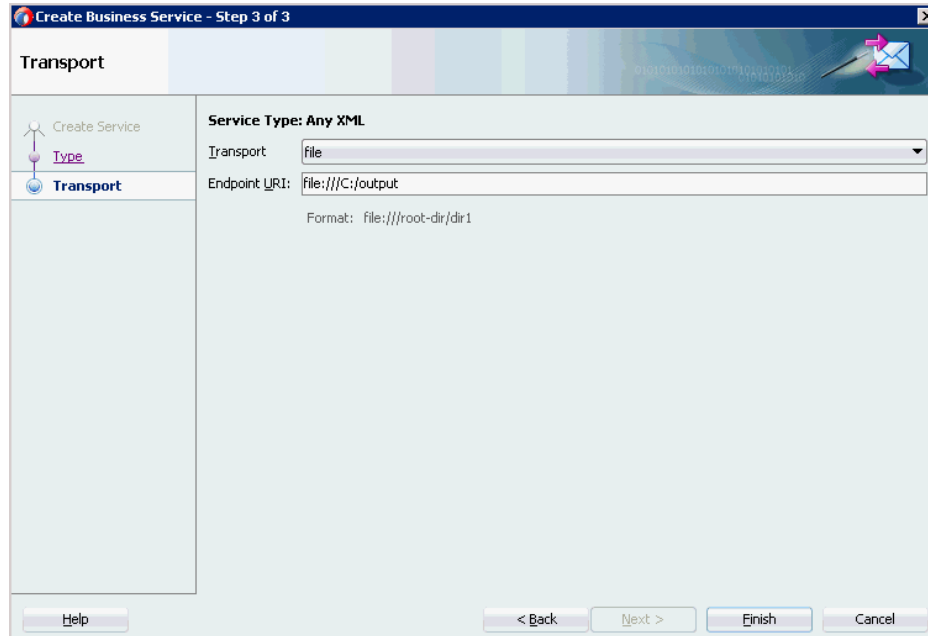 Create Business Service - Step 3 of 3
Transport
Create Service
Type
Transport
Service Type: Any XML
Transport file
Endpoint URI: file:///C:/output
Format: file:///root-dir/dir1
Help < Back Next > Finish Cancel